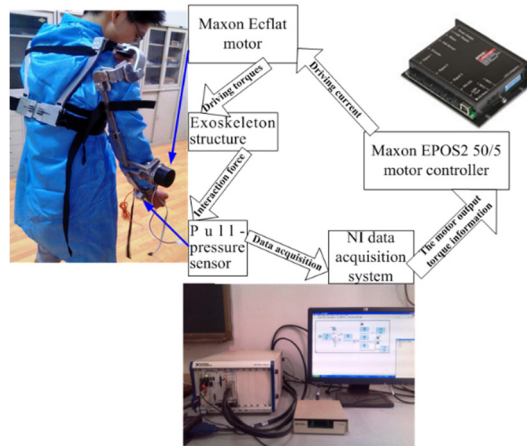 Maxon Ecflat
motor
Driving torques
Driving current
Exoskeleton
structure
Maxon EPOS2 50/5
motor controller
Interaction force
Pull-
pressure
sensor
Data acquisition
NI data
acquisition
system
The motor output
torque information